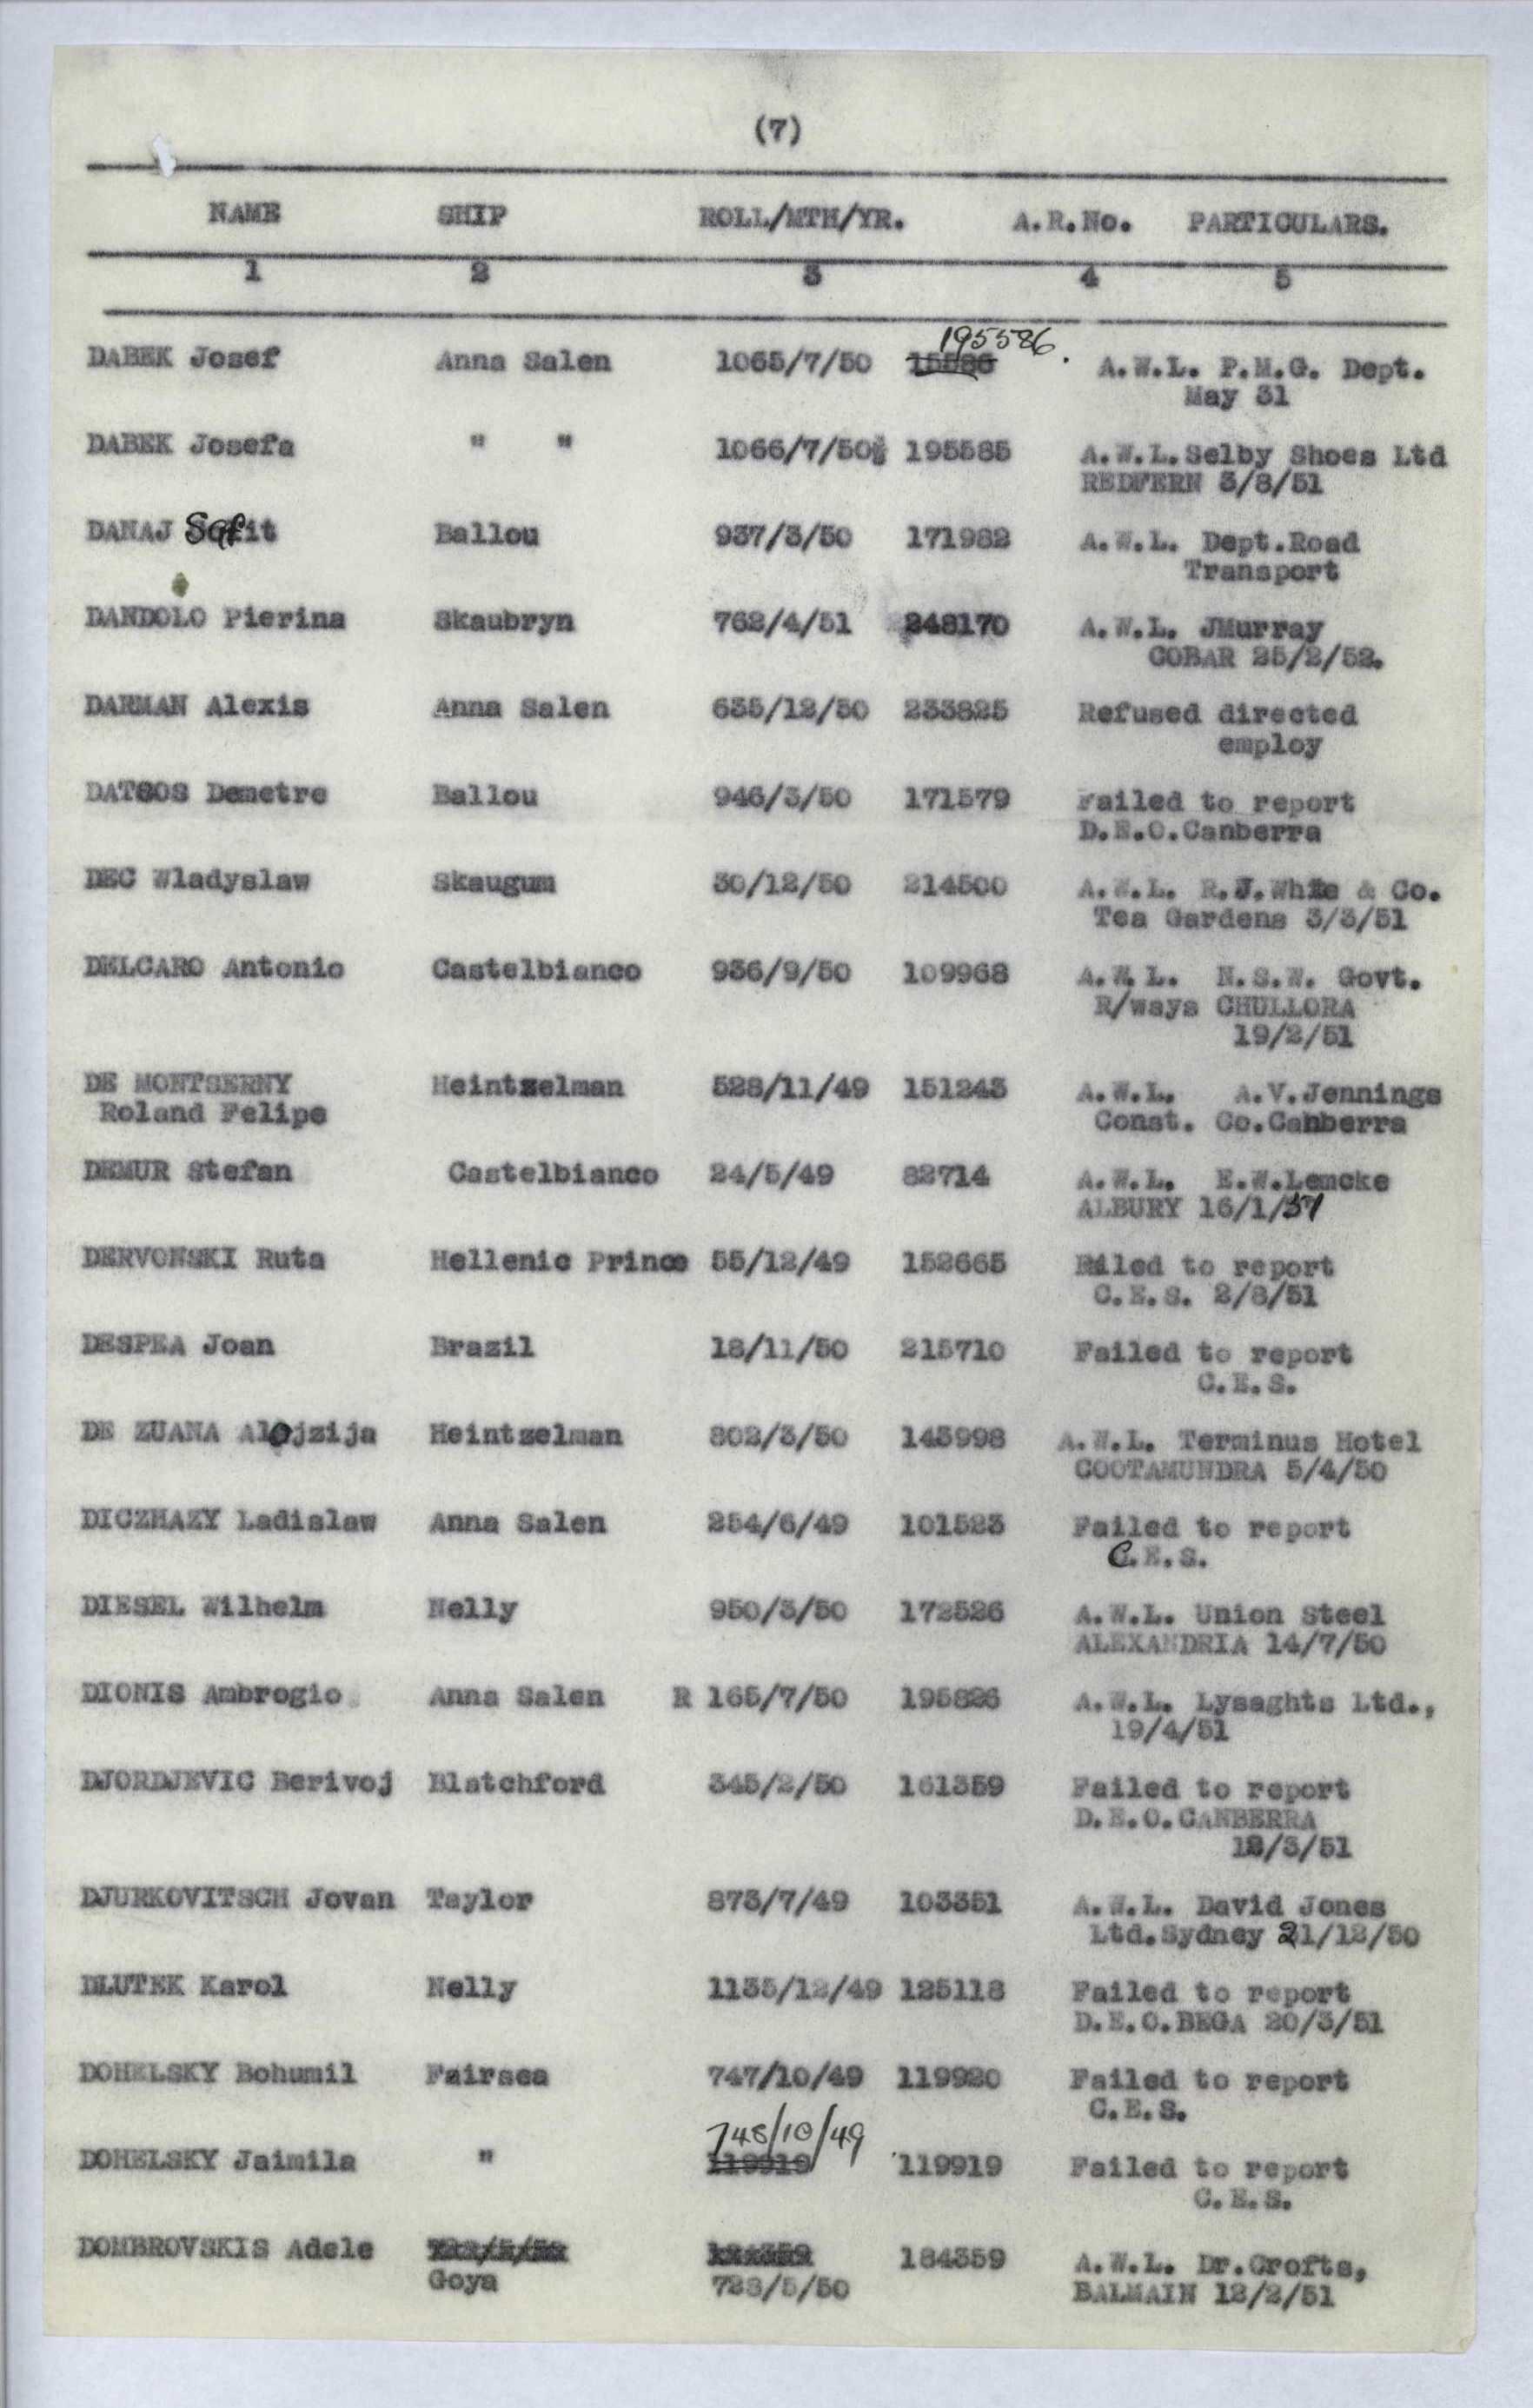 (7)
NAME SHIP ROLL/MTH/YR. A.R.No. PARTICULARS.
1 2 3 4 5
195586.
DABEK Josef Anna Salen 1065/7/50 15586 A.W.L. P.M.G. Dept.
May 31
DABEK Josefa " " 1066/7/50 195585 A.W.L.Selby Shoes Ltd
REDFERN 3/8/51
DANAJ Sefit Ballou 937/3/50 171982 A.W.L. Dept.Road
Transport
DANDOLO Pierina Skaubryn 762/4/51 248170 A.W.L. JMurray
COBAR 25/2/52.
DARMAN Alexis Anna Salen 635/12/50 233825 Refused directed
employ
DATSOS Demetre Ballou 946/3/50 171579 Failed to report
D.E.O.Canberra
DEC Wladyslaw Skaugum 30/12/50 214500 A.W.L. R.J.White & Co.
Tea Gardens 3/3/51
DELCARO Antonio Castelbianco 936/9/50 109968 A.W.L. N.S.W. Govt.
R/ways CHULLORA
19/2/51
DE MONTSERNY Heintzelman 528/11/49 151243 A.W.L. A.V.Jennings
Roland Felipe Const. Co.Canberra
DEMUR Stefan Castelbianco 24/5/49 82714 A.W.L. E.W.Lemcke
ALBURY 16/1/51
DERVONSKI Ruta Hellenic Prince 55/12/49 152665 Failed to report
C.E.S. 2/8/51
DESPEA Joan Brazil 18/11/50 215710 Failed to report
C.E.S.
DE ZUANA Alojzija Heintzelman 802/3/50 143998 A.W.L. Terminus Hotel
COOTAMUNDRA 5/4/50
DICZHAZY Ladislaw Anna Salen 254/6/49 101523 Failed to report
C.E.S.
DIESEL Wilhelm Nelly 950/3/50 172526 A.W.L. Union Steel
ALEXANDRIA 14/7/50
DIONIS Ambrogio Anna Salen R 165/7/50 195826 A.W.L. Lysaghts Ltd.,
19/4/51
DJORDJEVIC Berivoj Blatchford 345/2/50 161359 Failed to report
D.E.O.CANBERRA
12/3/51
DJURKOVITSCH Jovan Taylor 873/7/49 103351 A.W.L. David Jones
Ltd.Sydney 21/12/50
DLUTEK Karol Nelly 1135/12/49 125118 Failed to report
D.E.O.BEGA 20/3/51
DOHELSKY Bohumil Fairsea 747/10/49 119920 Failed to report
C.E.S.
748/10/49
DOHELSKY Jaimila " 119919 119919 Failed to report
C.E.S.
DOMBROVSKIS Adele 184359 A.W.L. Dr.Crofts,
Goya 723/5/50 BALMAIN 12/2/51